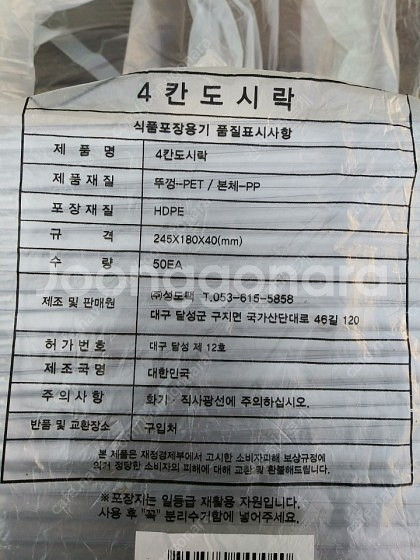 4칸도시락
식품포장용기 품질표시사항
제 품 명 4칸도시락
제품재질 뚜껑-PET / 본체-PP
포장재질 HDPE
규 격 245X180X40(mm)
수 량 50EA
제조 및 판매원 ㈜성도팩 T.053-615-5858
대구 달성군 구지면 국가산단대로 46길 120
허가번호 대구 달성 제 12호
제조국명 대한민국
주의사항 화기 · 직사광선에 주의하십시오.
반품 및 교환장소 구입처
본 제품은 재정경제부에서 고시한 소비자피해 보상규정에
의거 정당한 소비자의 피해에 대해 교환 및 환불해드립니다.
※포장지는 일등급 재활용 자원입니다.
사용 후 "꼭" 분리수거함에 넣어주세요.
joonggonara